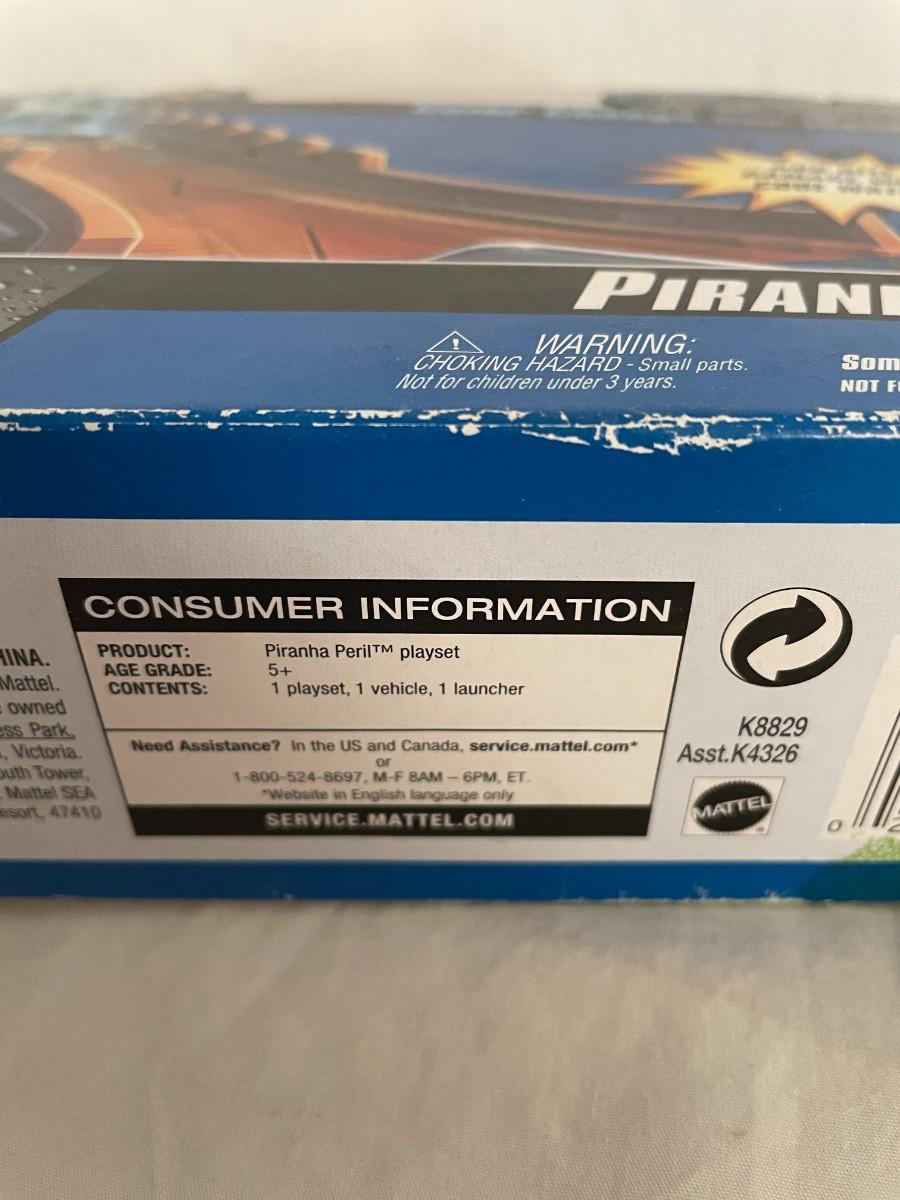 PIRAN
WARNING:
CHOKING HAZARD - Small parts.
Not for children under 3 years.
Som
NOT F
CONSUMER INFORMATION
PRODUCT: Piranha Peril™ playset
AGE GRADE: 5+
CONTENTS: 1 playset, 1 vehicle, 1 launcher
Need Assistance? In the US and Canada, service.mattel.com*
or
1-800-524-8697, M-F 8AM – 6PM, ET.
*Website in English language only
SERVICE.MATTEL.COM
HINA.
Mattel.
owned
ess Park,
, Victoria.
outh Tower,
Mattel SEA
esort, 47410
K8829
Asst.K4326
MATTEL
0